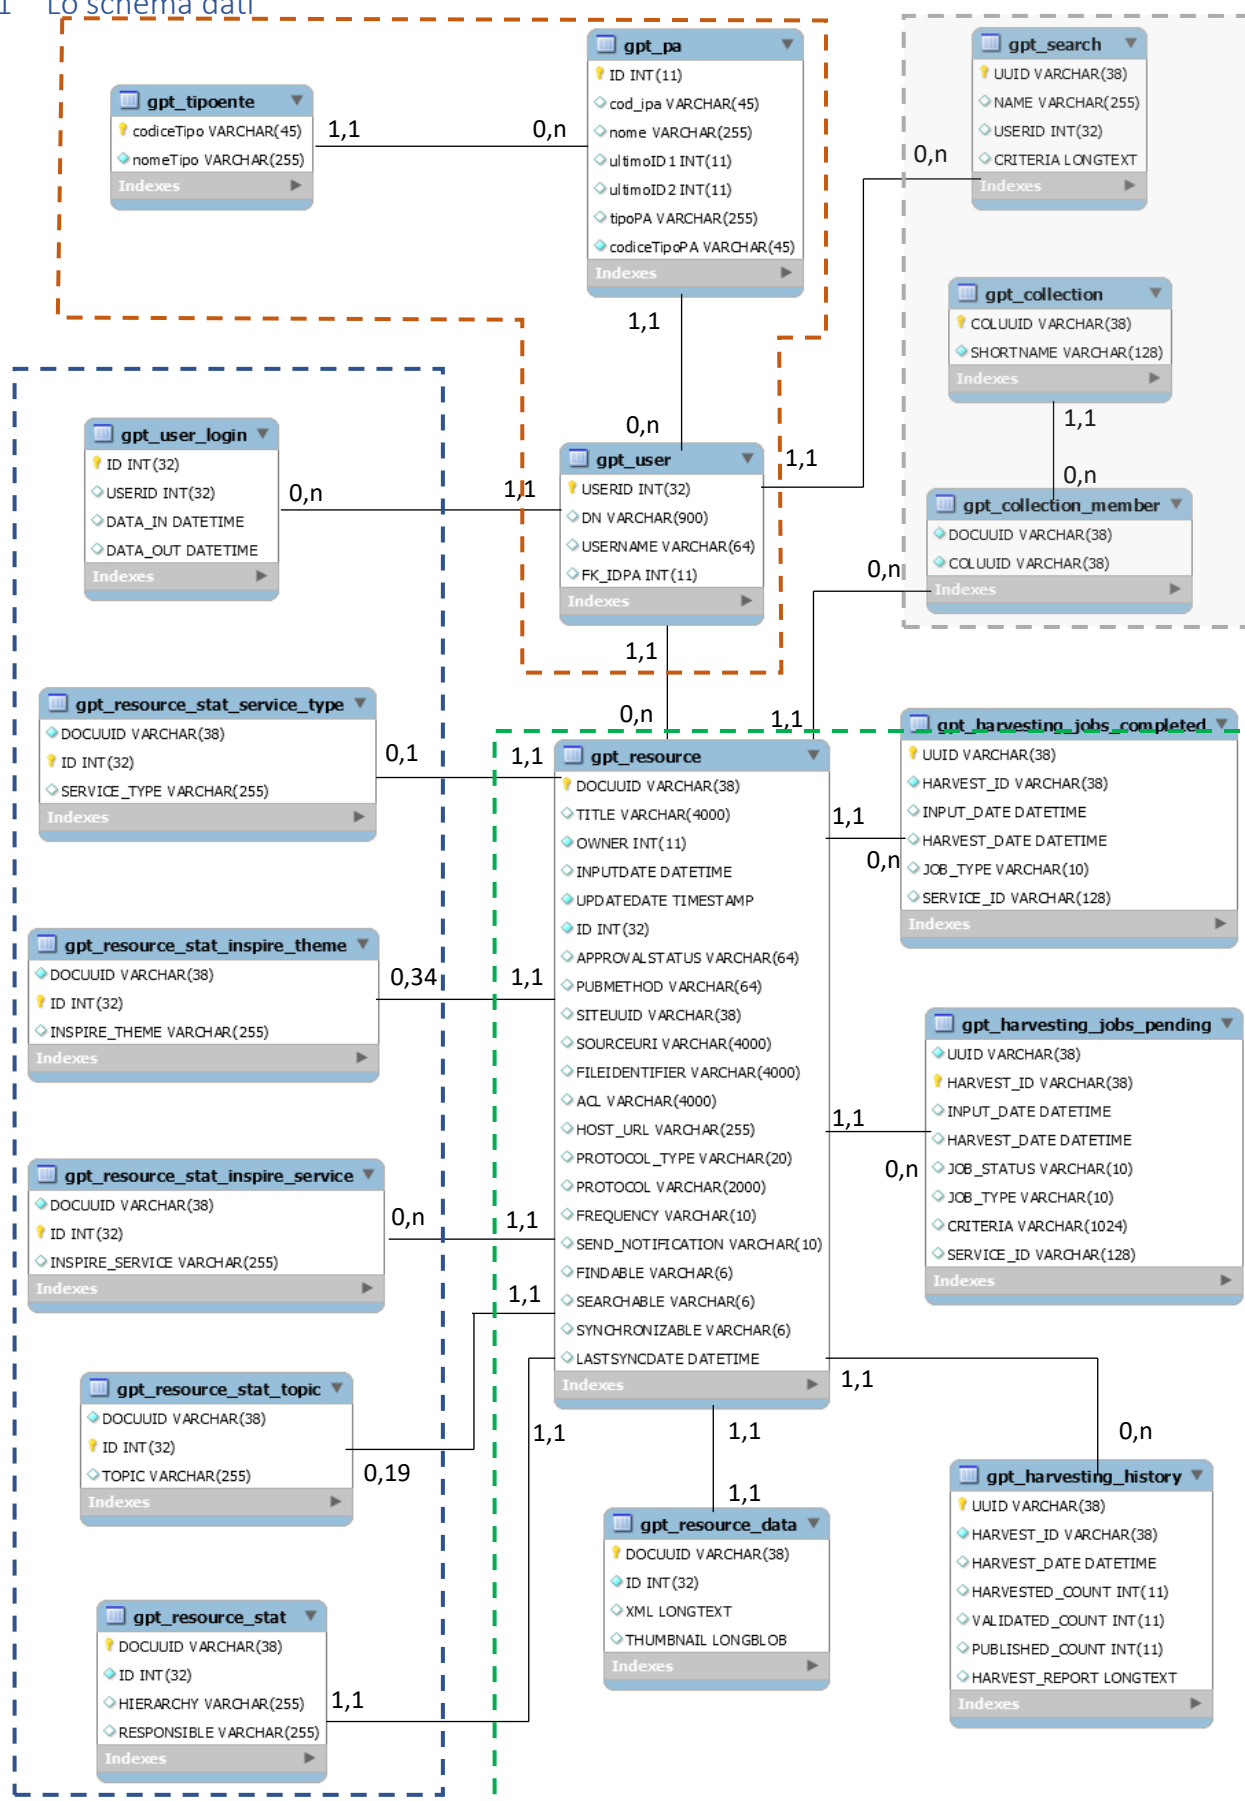 1 Lo schema dati
gpt_pa
ID INT(11)
cod_ipa VARCHAR(45)
nome VARCHAR(255)
ultimoID1 INT(11)
ultimoID2 INT(11)
tipoPA VARCHAR(255)
codiceTipoPA VARCHAR(45)
Indexes
gpt_tipoente
codiceTipo VARCHAR(45)
nomeTipo VARCHAR(255)
Indexes
1,1
0,n
gpt_search
UUID VARCHAR(38)
NAME VARCHAR(255)
USERID INT(32)
CRITERIA LONGTEXT
Indexes
0,n
gpt_collection
COLUUID VARCHAR(38)
SHORTNAME VARCHAR(128)
Indexes
1,1
0,n
1,1
0,n
gpt_collection_member
DOCUUID VARCHAR(38)
COLUUID VARCHAR(38)
Indexes
0,n
gpt_user_login
ID INT(32)
USERID INT(32)
DATA_IN DATETIME
DATA_OUT DATETIME
Indexes
0,n
1,1
gpt_user
USERID INT(32)
DN VARCHAR(900)
USERNAME VARCHAR(64)
FK_IDPA INT(11)
Indexes
1,1
1,1
0,n
1,1
gpt_resource_stat_service_type
DOCUUID VARCHAR(38)
ID INT(32)
SERVICE_TYPE VARCHAR(255)
Indexes
0,1
1,1
gpt_resource
DOCUUID VARCHAR(38)
TITLE VARCHAR(4000)
OWNER INT(11)
INPUTDATE DATETIME
UPDATEDATE TIMESTAMP
ID INT(32)
APPROVALSTATUS VARCHAR(64)
PUBMETHOD VARCHAR(64)
SITEUUID VARCHAR(38)
SOURCEURI VARCHAR(4000)
FILEIDENTIFIER VARCHAR(4000)
ACL VARCHAR(4000)
HOST_URL VARCHAR(255)
PROTOCOL_TYPE VARCHAR(20)
PROTOCOL VARCHAR(2000)
FREQUENCY VARCHAR(10)
SEND_NOTIFICATION VARCHAR(10)
FINDABLE VARCHAR(6)
SEARCHABLE VARCHAR(6)
SYNCHRONIZABLE VARCHAR(6)
LASTSYNCDATE DATETIME
Indexes
gpt_harvesting_jobs_completed
UUID VARCHAR(38)
HARVEST_ID VARCHAR(38)
INPUT_DATE DATETIME
HARVEST_DATE DATETIME
JOB_TYPE VARCHAR(10)
SERVICE_ID VARCHAR(128)
Indexes
1,1
0,n
gpt_resource_stat_inspire_theme
DOCUUID VARCHAR(38)
ID INT(32)
INSPIRE_THEME VARCHAR(255)
Indexes
0,34
1,1
gpt_harvesting_jobs_pending
UUID VARCHAR(38)
HARVEST_ID VARCHAR(38)
INPUT_DATE DATETIME
HARVEST_DATE DATETIME
JOB_STATUS VARCHAR(10)
JOB_TYPE VARCHAR(10)
CRITERIA VARCHAR(1024)
SERVICE_ID VARCHAR(128)
Indexes
1,1
0,n
gpt_resource_stat_inspire_service
DOCUUID VARCHAR(38)
ID INT(32)
INSPIRE_SERVICE VARCHAR(255)
Indexes
0,n
1,1
1,1
gpt_resource_stat_topic
DOCUUID VARCHAR(38)
ID INT(32)
TOPIC VARCHAR(255)
Indexes
0,19
1,1
1,1
1,1
1,1
0,n
gpt_resource_data
DOCUUID VARCHAR(38)
ID INT(32)
XML LONGTEXT
THUMBNAIL LONGBLOB
Indexes
gpt_harvesting_history
UUID VARCHAR(38)
HARVEST_ID VARCHAR(38)
HARVEST_DATE DATETIME
HARVESTED_COUNT INT(11)
VALIDATED_COUNT INT(11)
PUBLISHED_COUNT INT(11)
HARVEST_REPORT LONGTEXT
Indexes
gpt_resource_stat
DOCUUID VARCHAR(38)
ID INT(32)
HIERARCHY VARCHAR(255)
RESPONSIBLE VARCHAR(255)
Indexes
1,1